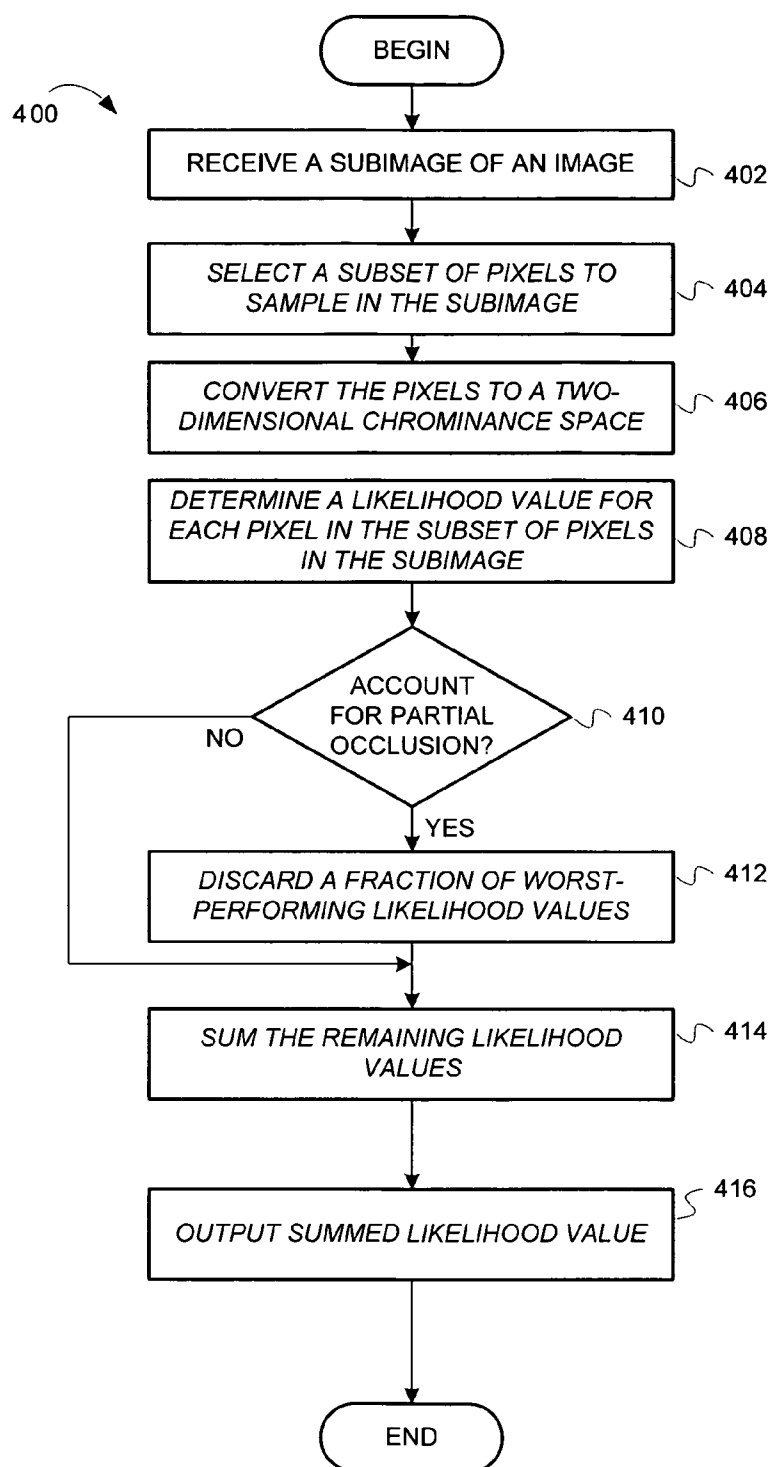 BEGIN
400
RECEIVE A SUBIMAGE OF AN IMAGE
402
SELECT A SUBSET OF PIXELS TO
SAMPLE IN THE SUBIMAGE
404
CONVERT THE PIXELS TO A TWO-
DIMENSIONAL CHROMINANCE SPACE
406
DETERMINE A LIKELIHOOD VALUE FOR
EACH PIXEL IN THE SUBSET OF PIXELS
IN THE SUBIMAGE
408
ACCOUNT
FOR PARTIAL
OCCLUSION?
410
NO
YES
DISCARD A FRACTION OF WORST-
PERFORMING LIKELIHOOD VALUES
412
SUM THE REMAINING LIKELIHOOD
VALUES
414
OUTPUT SUMMED LIKELIHOOD VALUE
416
END